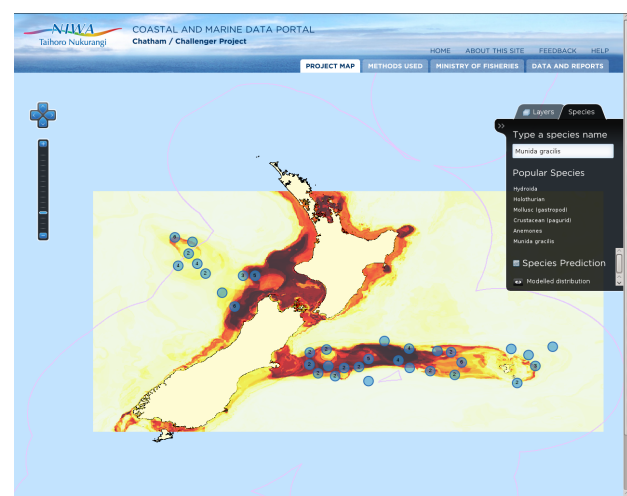 NIWA
Taihoro Nukurangi
COASTAL AND MARINE DATA PORTAL
Chatham / Challenger Project
HOME ABOUT THIS SITE FEEDBACK HELP
PROJECT MAP METHODS USED MINISTRY OF FISHERIES DATA AND REPORTS
Layers Species
Type a species name
Munida gracilis
Popular Species
Hydroida
Holothurian
Mollusc (gastropod)
Crustacean (pagurid)
Anemones
Munida gracilis
Species Prediction
Modelled distribution